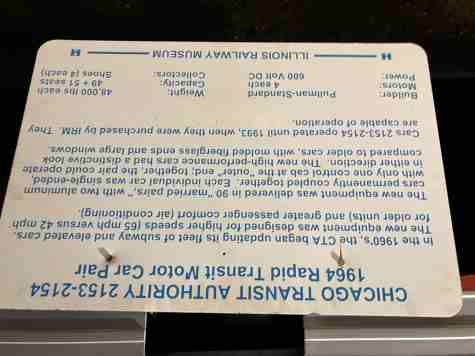 CHICAGO TRANSIT AUTHORITY 2153-2154
1964 Rapid Transit Motor Car Pair
In the 1960's, the CTA began updating its fleet of subway and elevated cars.
The new equipment was designed for higher speeds (65 mph versus 42 mph
for older units) and greater passenger comfort (air conditioning).
The new equipment was delivered in 90 "married pairs," with two aluminum
cars permanently coupled together. Each individual car was single-ended,
with only one control cab at the "outer" end; together, the pair could operate
in either direction. The new high-performance cars had a distinctive look
compared to older cars, with molded fiberglass ends and large windows.
Cars 2153-2154 operated until 1993, when they were purchased by IRM. They
are capable of operation.
Builder: Pullman-Standard Weight: 48,000 lbs each
Motors: 4 each Capacity: 49 + 51 seats
Power: 600 Volt DC Collectors: Shoes (4 each)
ILLINOIS RAILWAY MUSEUM